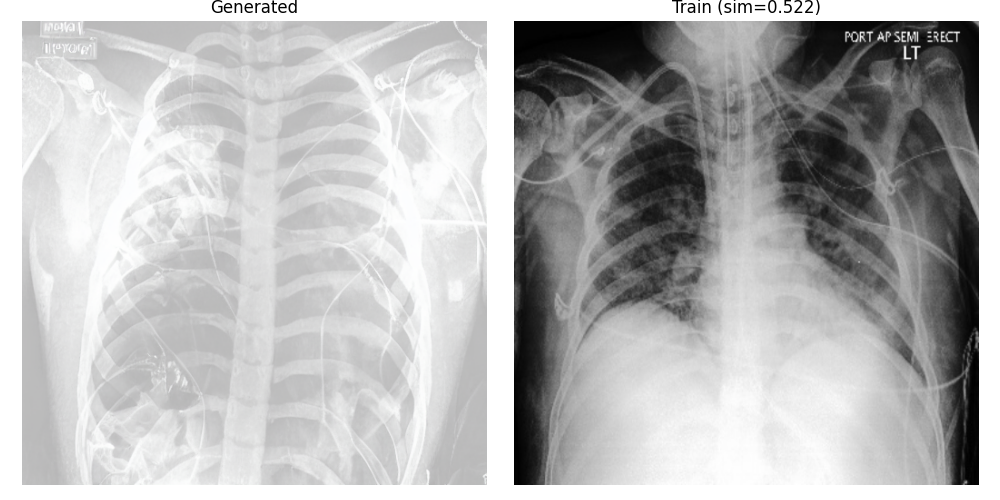 Generated
Train (sim=0.522)
PORT AP SEMI ERECT
LT